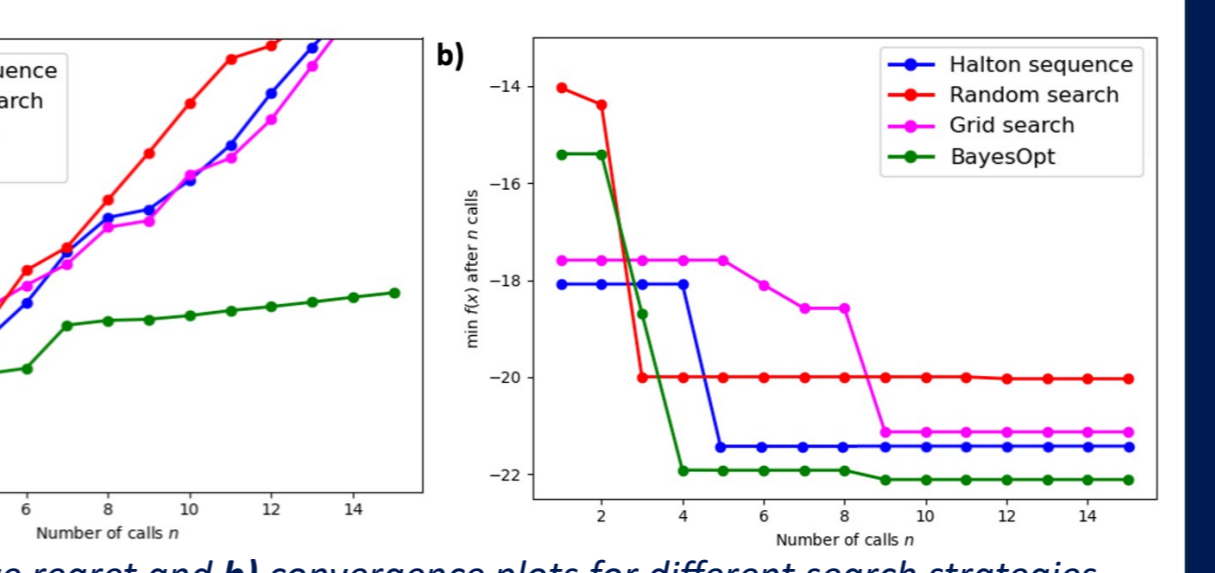 b)
Halton sequence
Random search
Grid search
BayesOpt
−14
−16
−18
−20
−22
min f(x) after n calls
2 4 6 8 10 12 14
Number of calls n
6 8 10 12 14
Number of calls n
regret and b) convergence plots for different search strategies